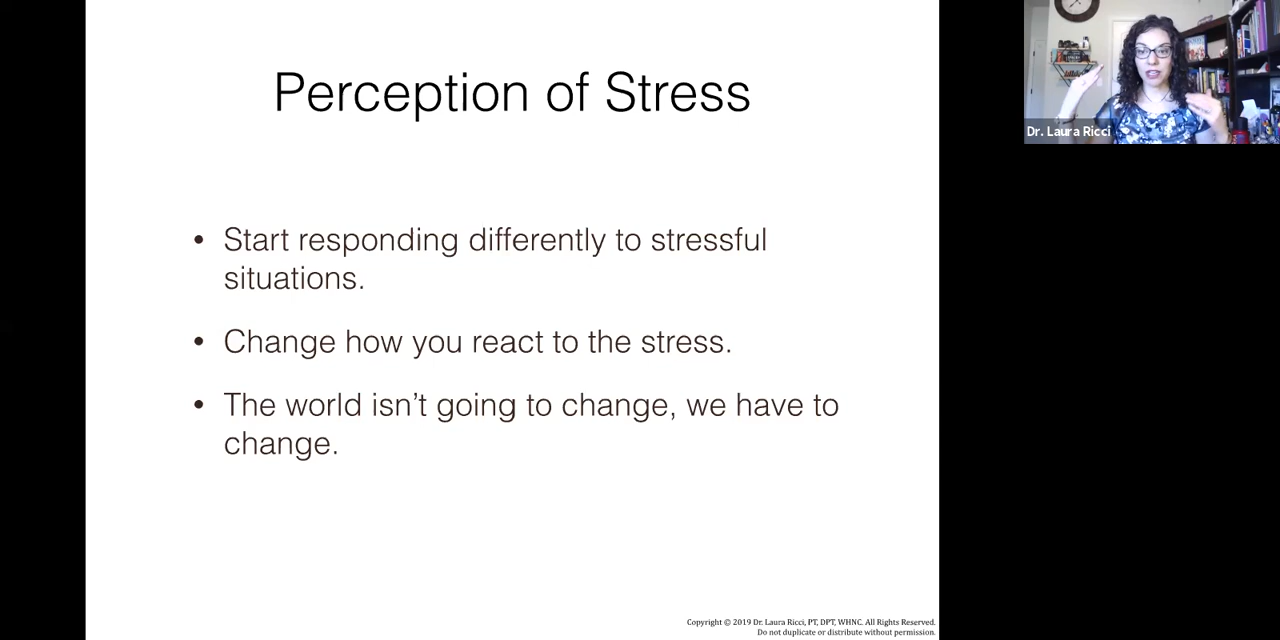 Perception of Stress
Dr. Laura Ricci
• Start responding differently to stressful
situations.
• Change how you react to the stress.
• The world isn’t going to change, we have to
change.
Copyright © 2019 Dr. Laura Ricci, PT, DPT, WHNC. All Rights Reserved.
Do not duplicate or distribute without permission.